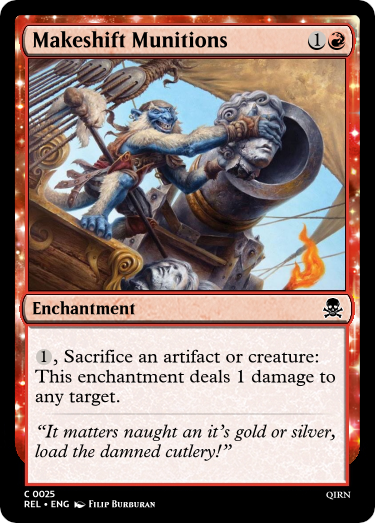 Makeshift Munitions 1
Enchantment
1, Sacrifice an artifact or creature:
This enchantment deals 1 damage to
any target.
“It matters naught an it’s gold or silver,
load the damned cutlery!”
C 0025 QIRN
REL • ENG Filip Burburan